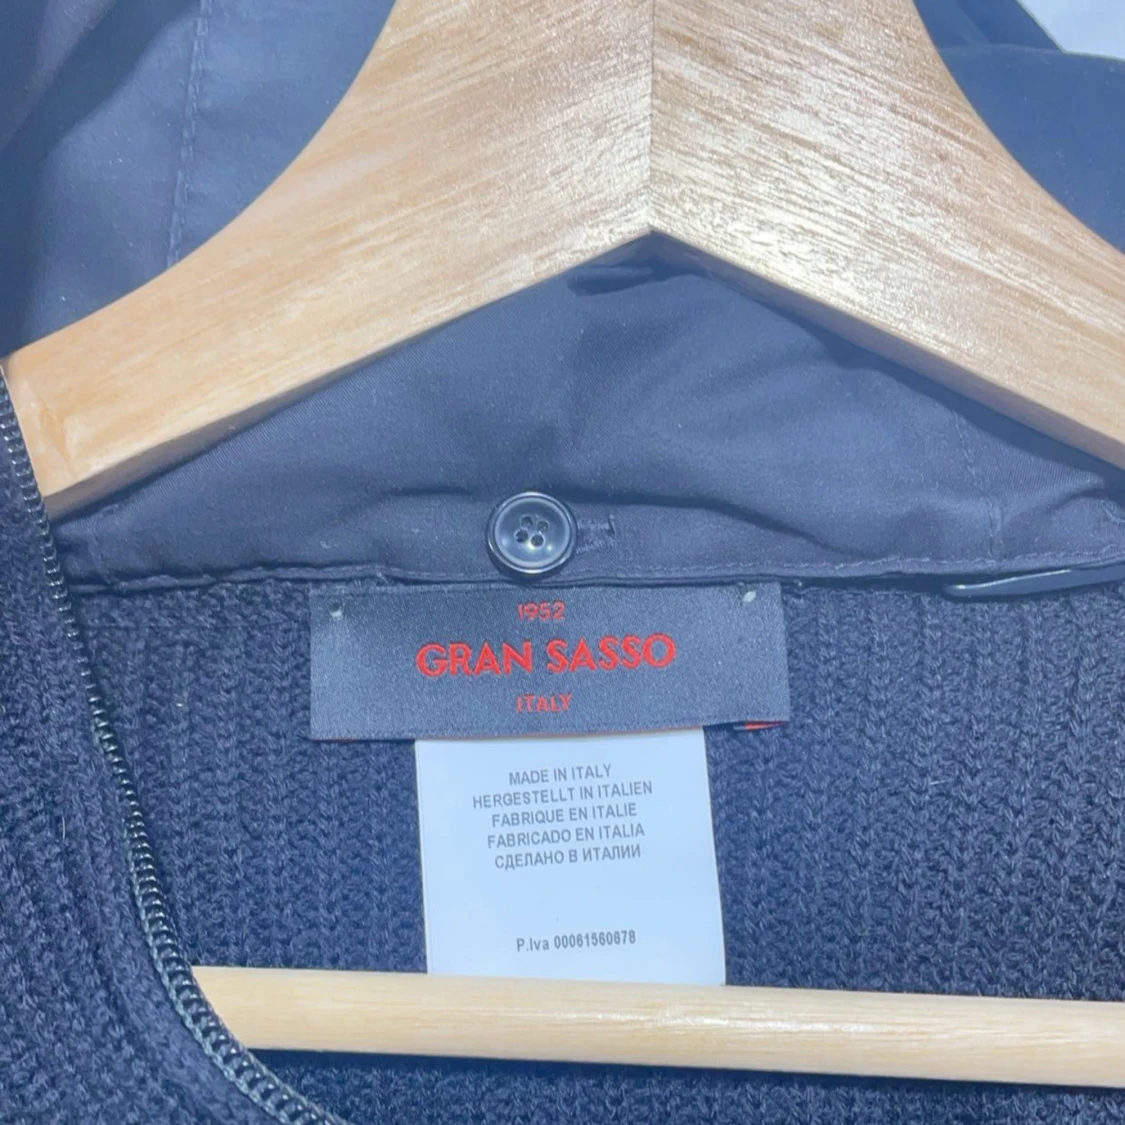 1952
GRAN SASSO
ITALY
MADE IN ITALY
HERGESTELLT IN ITALIEN
FABRIQUE EN ITALIE
FABRICADO EN ITALIA
СДЕЛАНО В ИТАЛИИ
P.Iva 00061560678